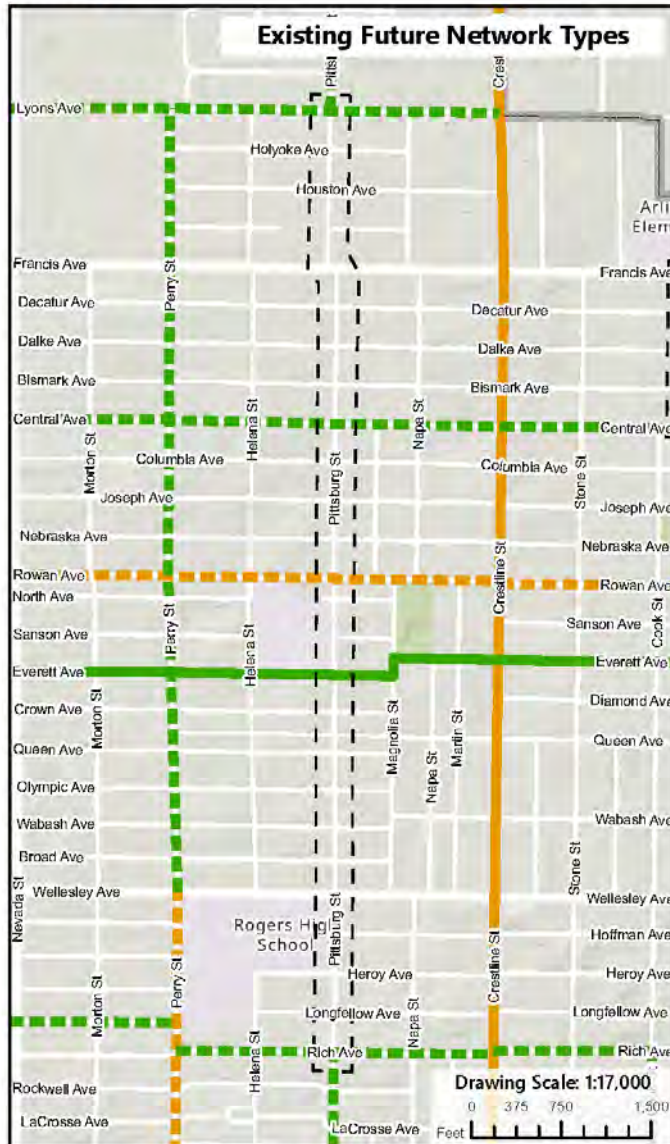 Existing Future Network Types
Pittsl
Crest
Lyons Ave
Holyoke Ave
Houston Ave
Arli
Elem
Francis Ave
Francis Ave
Perry St
Decatur Ave
Decatur Ave
Dalke Ave
Dalke Ave
Bismark Ave
Bismark Ave
Central Ave
Central Ave
Helena St
Napa St
Morton St
Columbia Ave
Columbia Ave
Pittsburg St
Stone St
Joseph Ave
Joseph Ave
Nebraska Ave
Nebraska Ave
Crestline St
Rowan Ave
Rowan Ave
North Ave
Perry St
Cook St
Sanson Ave
Sanson Ave
Helena St
Everett Ave
Everett Ave
Morton St
Crown Ave
Diamond Ave
Magnolia St
Martin St
Queen Ave
Queen Ave
Napa St
Olympic Ave
Wabash Ave
Wabash Ave
Broad Ave
Stone St
Wellesley Ave
Wellesley Ave
Nevada St
Rogers High
School
Pittsburg St
Hoffman Ave
Perry St
Crestline St
Heroy Ave
Heroy Ave
Morton St
Longfellow Ave
Longfellow Ave
Napa St
Helena St
Rich Ave
Rich Ave
Rockwell Ave
Drawing Scale: 1:17,000
LaCrosse Ave
LaCrosse Ave
0 375 750 1,500
Feet